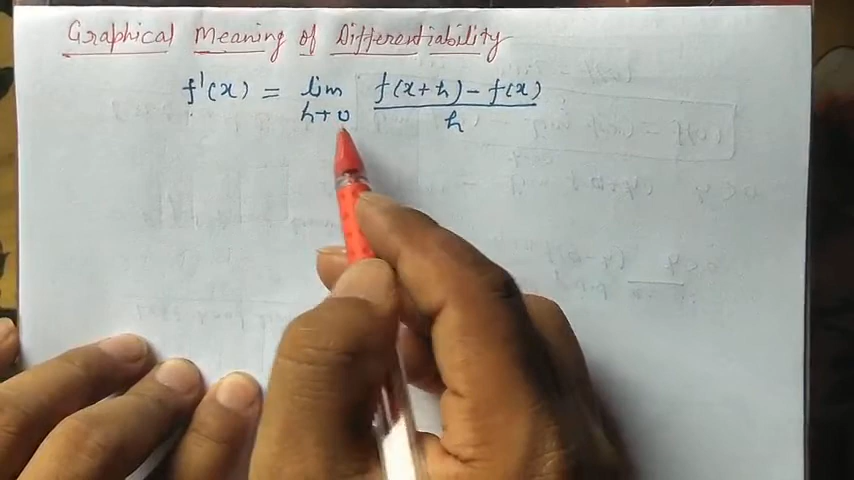 Graphical Meaning of Differentiability
f'(x) = lim f(x+h) - f(x)
h→0 h